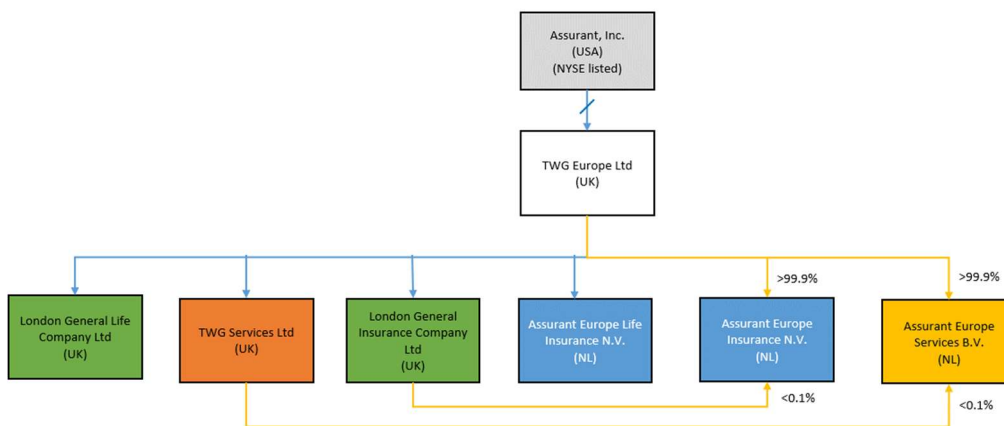 Assurant, Inc.
(USA)
(NYSE listed)
TWG Europe Ltd
(UK)
>99.9%
>99.9%
London General Life
Company Ltd
(UK)
TWG Services Ltd
(UK)
London General
Insurance Company
Ltd
(UK)
Assurant Europe Life
Insurance N.V.
(NL)
Assurant Europe
Insurance N.V.
(NL)
Assurant Europe
Services B.V.
(NL)
<0.1%
<0.1%